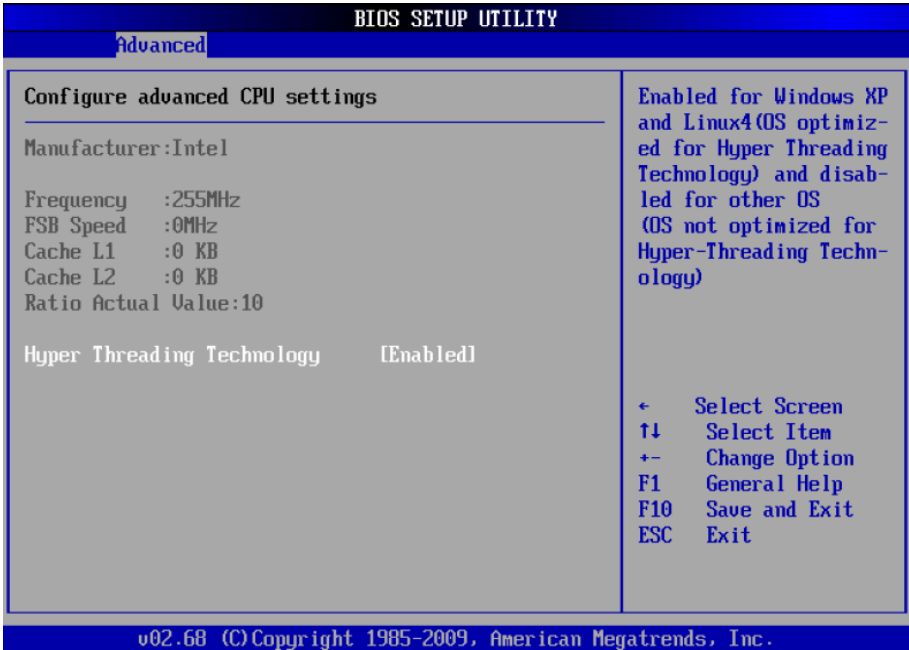 BIOS SETUP UTILITY
Advanced
Configure advanced CPU settings
Manufacturer:Intel
Frequency :255MHz
FSB Speed :0MHz
Cache L1 :0 KB
Cache L2 :0 KB
Ratio Actual Value:10
Hyper Threading Technology [Enabled]
Enabled for Windows XP
and Linux4(OS optimiz-
ed for Hyper Threading
Technology) and disab-
led for other OS
(OS not optimized for
Hyper-Threading Techn-
ology)
← Select Screen
↑↓ Select Item
+- Change Option
F1 General Help
F10 Save and Exit
ESC Exit
v02.68 (C)Copyright 1985-2009, American Megatrends, Inc.